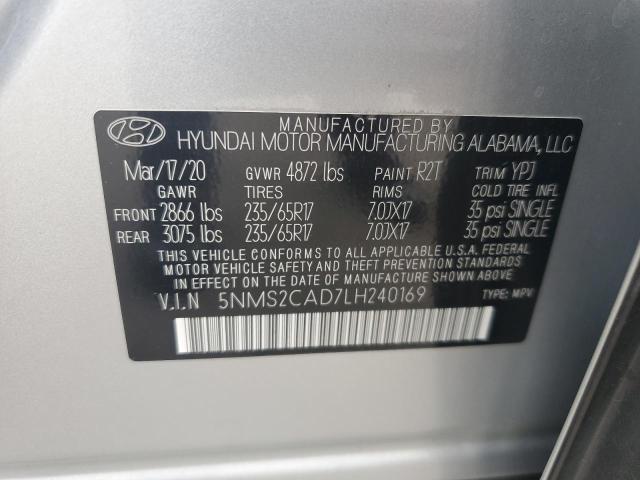 MANUFACTURED BY
HYUNDAI MOTOR MANUFACTURING ALABAMA, LLC
Mar/17/20 GVWR 4872 lbs PAINT R2T TRIM YPJ
GAWR TIRES RIMS COLD TIRE INFL
FRONT 2866 lbs 235/65R17 7.0JX17 35 psi SINGLE
REAR 3075 lbs 235/65R17 7.0JX17 35 psi SINGLE
THIS VEHICLE CONFORMS TO ALL APPLICABLE U.S.A. FEDERAL
MOTOR VEHICLE SAFETY AND THEFT PREVENTION STANDARDS
IN EFFECT ON THE DATE OF MANUFACTURE SHOWN ABOVE.
V.I.N 5NMS2CAD7LH240169 TYPE: MPV